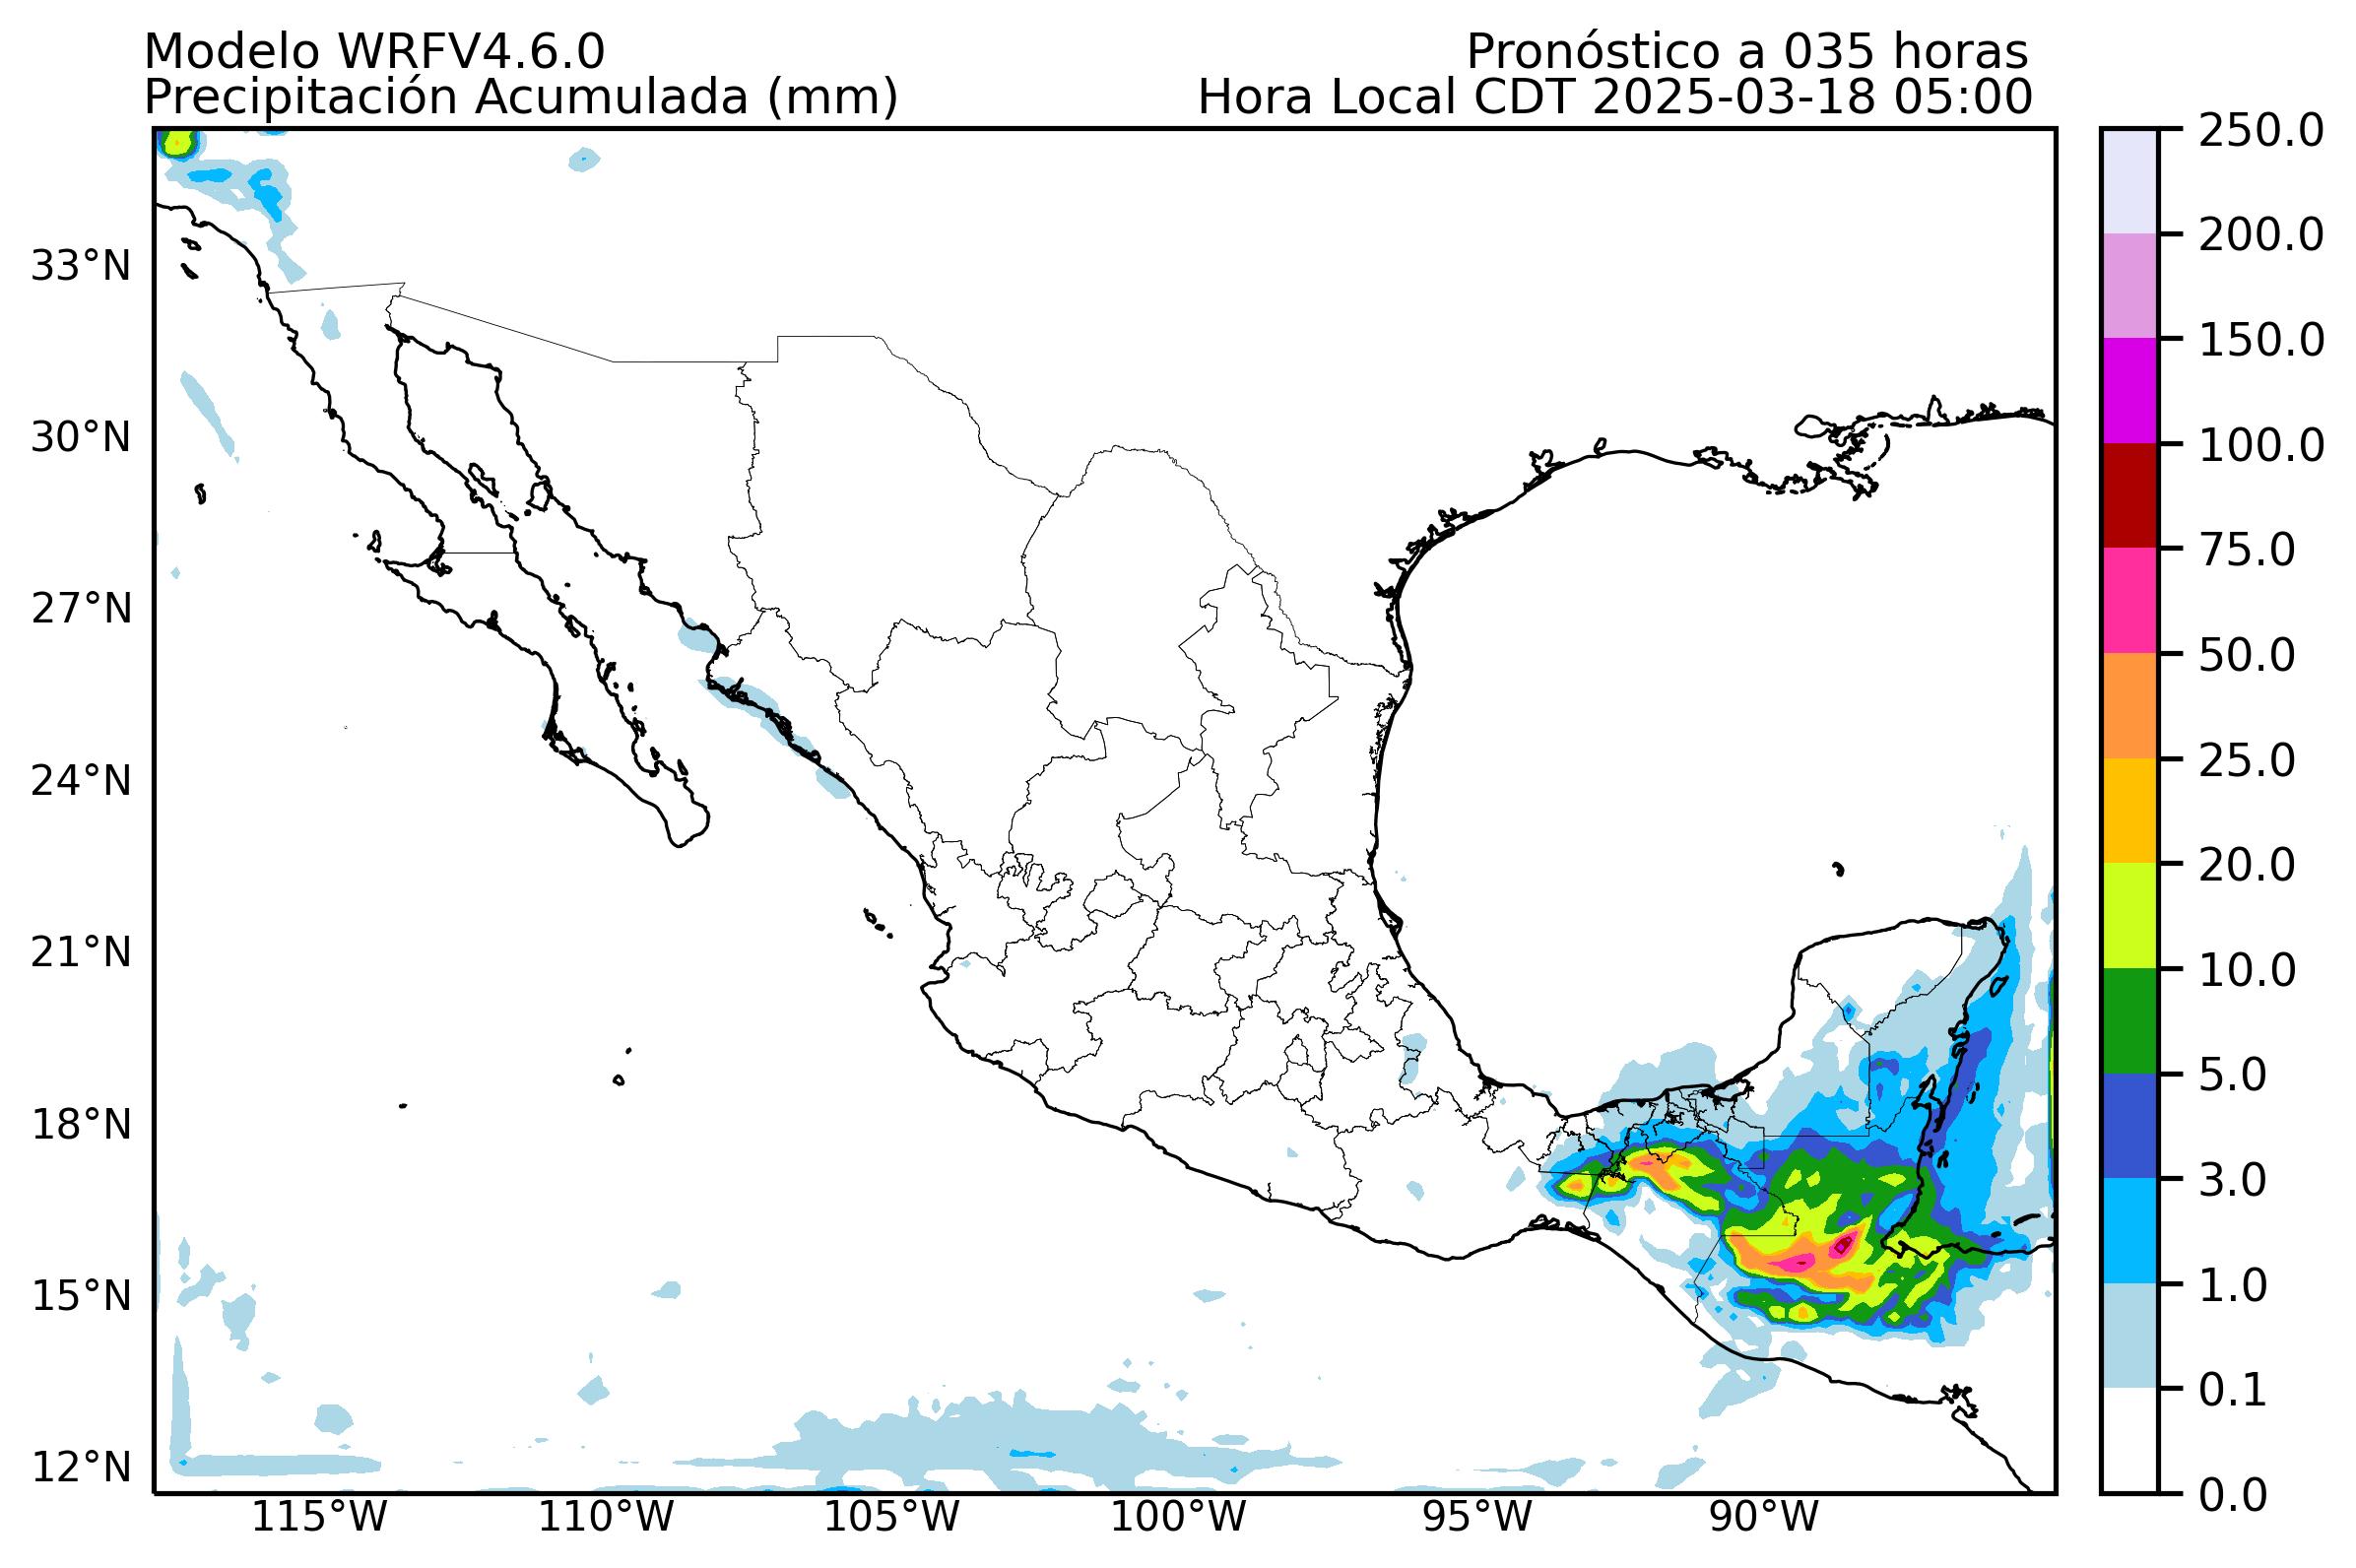 Modelo WRFV4.6.0
Pronóstico a 035 horas
Precipitación Acumulada (mm)
Hora Local CDT 2025-03-18 05:00
33°N
30°N
27°N
24°N
21°N
18°N
15°N
12°N
115°W
110°W
105°W
100°W
95°W
90°W
250.0
200.0
150.0
100.0
75.0
50.0
25.0
20.0
10.0
5.0
3.0
1.0
0.1
0.0